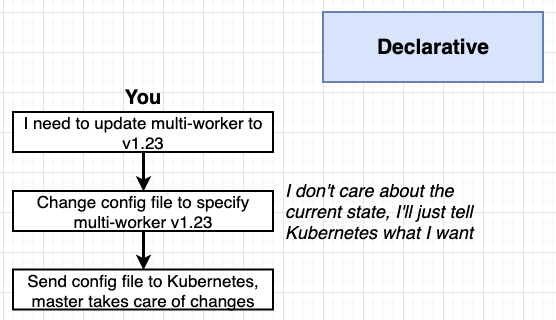 Declarative
You
I need to update multi-worker to
v1.23
Change config file to specify
multi-worker v1.23
I don't care about the
current state, I'll just tell
Kubernetes what I want
Send config file to Kubernetes,
master takes care of changes